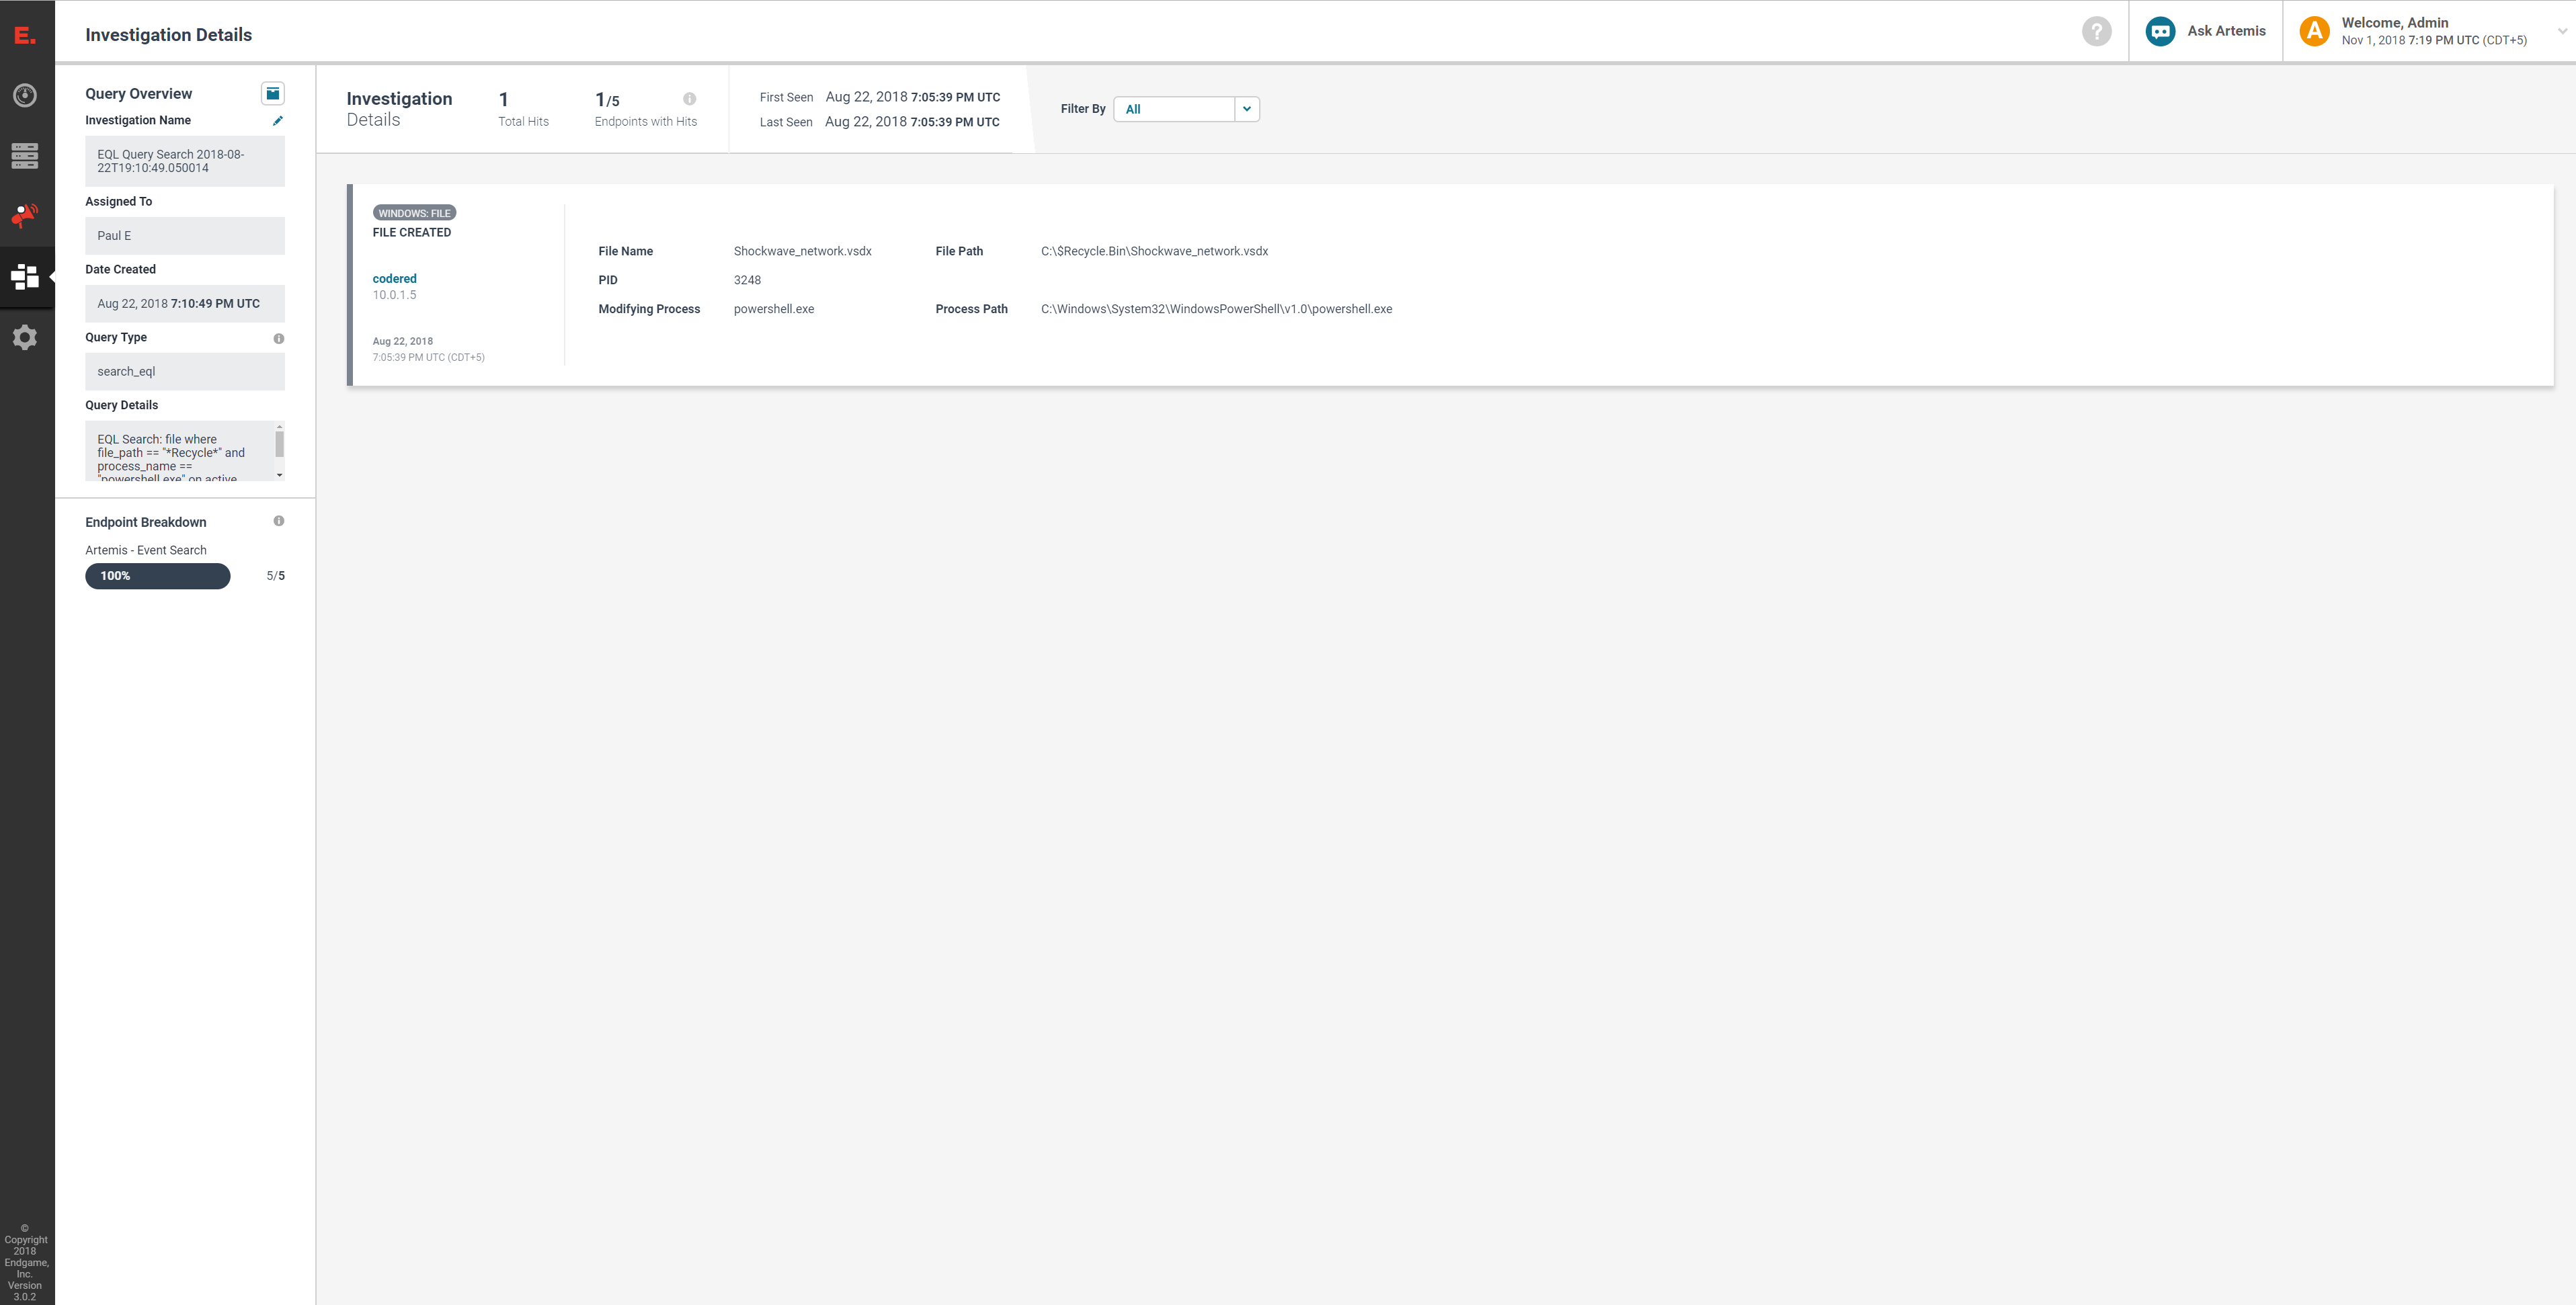 E.
Investigation Details
?
Ask Artemis
A
Welcome, Admin
Nov 1, 2018 7:19 PM UTC (CDT+5)
Query Overview
Investigation Name
EQL Query Search 2018-08-
22T19:10:49.050014
Assigned To
Paul E
Date Created
Aug 22, 2018 7:10:49 PM UTC
Query Type
search_eql
Query Details
EQL Search: file where
file_path == "*Recycle*" and
process_name ==
"powershell.exe" on active
Endpoint Breakdown
Artemis - Event Search
100% 5/5
Investigation
Details
1
Total Hits
1/5
Endpoints with Hits
First Seen Aug 22, 2018 7:05:39 PM UTC
Last Seen Aug 22, 2018 7:05:39 PM UTC
Filter By All
WINDOWS: FILE
FILE CREATED
codered
10.0.1.5
Aug 22, 2018
7:05:39 PM UTC (CDT+5)
File Name Shockwave_network.vsdx File Path C:\$Recycle.Bin\Shockwave_network.vsdx
PID 3248
Modifying Process powershell.exe Process Path C:\Windows\System32\WindowsPowerShell\v1.0\powershell.exe
©
Copyright
2018
Endgame,
Inc.
Version
3.0.2